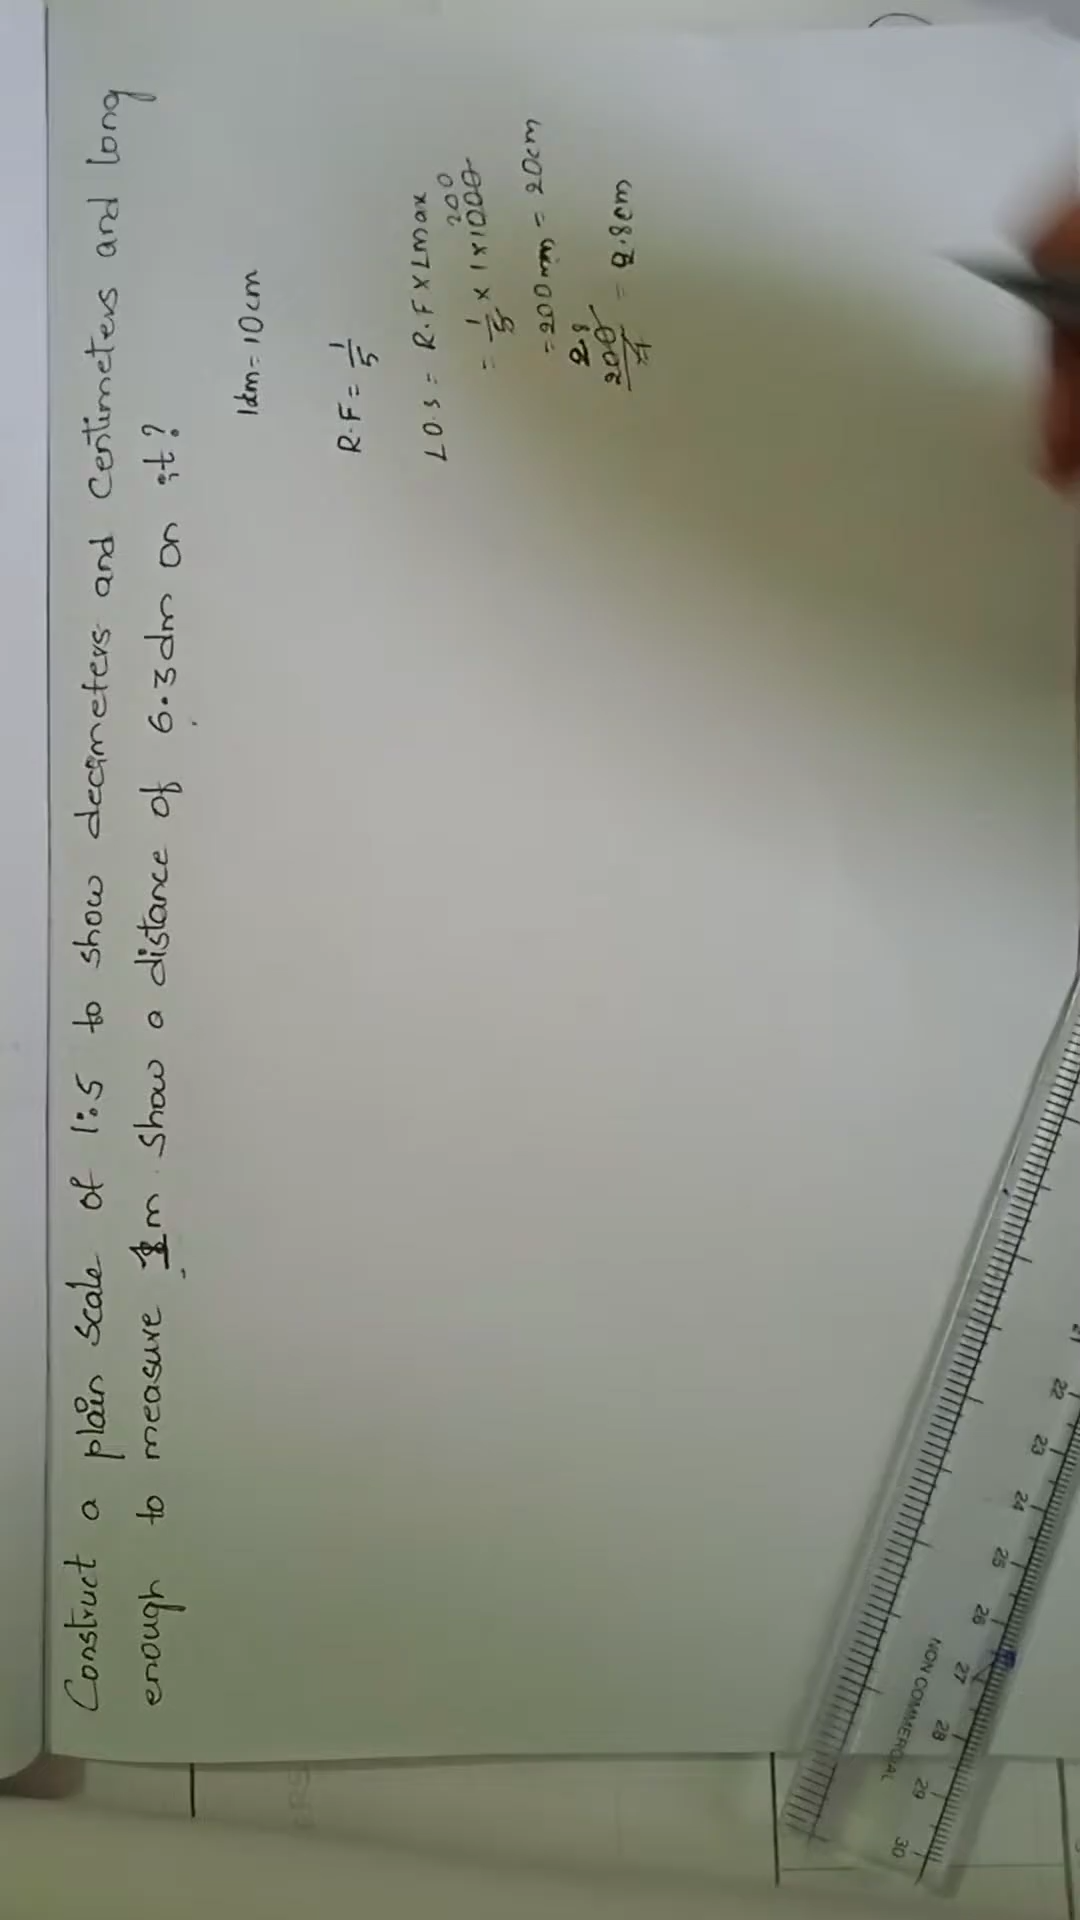 Construct a plain scale of 1:5 to show decimeters and centimeters and long
enough to measure 1m. show a distance of 6.3dm on it?
1dm = 10cm
R.F = 1/5
L.O.S = R.F x Lmax
= 1/5 x 1 x 1000
200
= 200mm = 20cm
200
= 2.8cm
21
22
23
24
25
26
27
28
29
30
NON COMMERCIAL